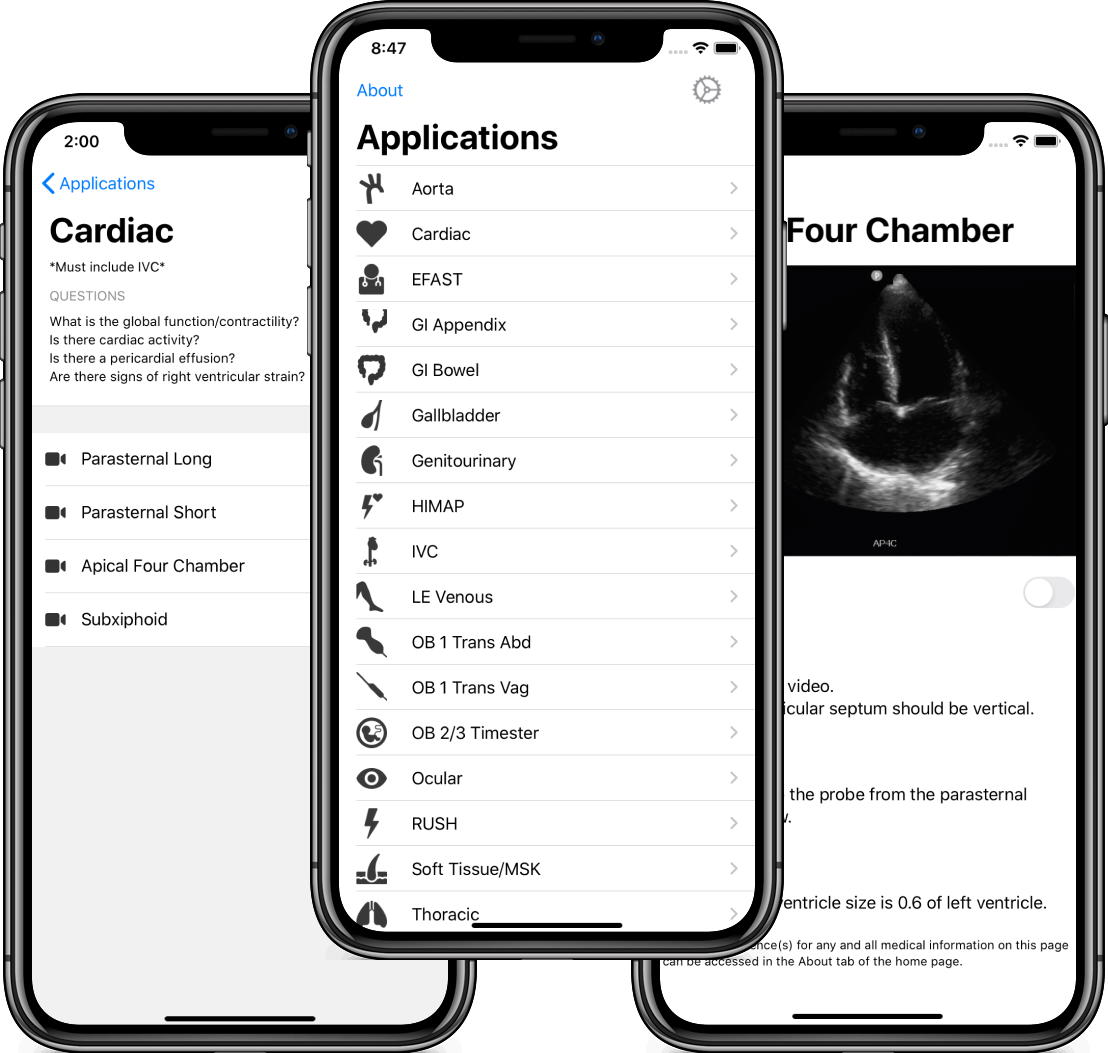 2:00
Applications
Cardiac
*Must include IVC*
QUESTIONS
What is the global function/contractility?
Is there cardiac activity?
Is there a pericardial effusion?
Are there signs of right ventricular strain?
Parasternal Long
Parasternal Short
Apical Four Chamber
Subxiphoid
8:47
About
Applications
Aorta
Cardiac
EFAST
GI Appendix
GI Bowel
Gallbladder
Genitourinary
HIMAP
IVC
LE Venous
OB 1 Trans Abd
OB 1 Trans Vag
OB 2/3 Timester
Ocular
RUSH
Soft Tissue/MSK
Thoracic
Four Chamber
P
AP4C
video.
septum should be vertical.
the probe from the parasternal
size is 0.6 of left ventricle.
for any and all medical information on this page
can be accessed in the About tab of the home page.